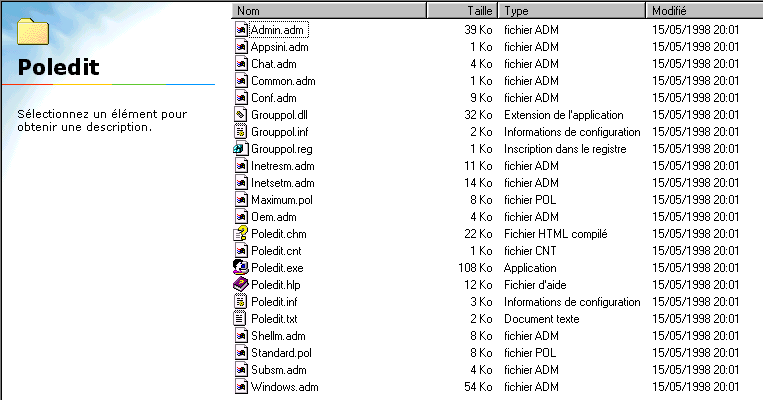 Nom Taille Type Modifié
Poledit
Sélectionnez un élément pour
obtenir une description.
Admin.adm 39 Ko fichier ADM 15/05/1998 20:01
Appsini.adm 1 Ko fichier ADM 15/05/1998 20:01
Chat.adm 4 Ko fichier ADM 15/05/1998 20:01
Common.adm 1 Ko fichier ADM 15/05/1998 20:01
Conf.adm 9 Ko fichier ADM 15/05/1998 20:01
Grouppol.dll 32 Ko Extension de l'application 15/05/1998 20:01
Grouppol.inf 2 Ko Informations de configuration 15/05/1998 20:01
Grouppol.reg 1 Ko Inscription dans le registre 15/05/1998 20:01
Inetresm.adm 11 Ko fichier ADM 15/05/1998 20:01
Inetsetm.adm 14 Ko fichier ADM 15/05/1998 20:01
Maximum.pol 8 Ko fichier POL 15/05/1998 20:01
Oem.adm 4 Ko fichier ADM 15/05/1998 20:01
Poledit.chm 22 Ko Fichier HTML compilé 15/05/1998 20:01
Poledit.cnt 1 Ko fichier CNT 15/05/1998 20:01
Poledit.exe 108 Ko Application 15/05/1998 20:01
Poledit.hlp 12 Ko Fichier d'aide 15/05/1998 20:01
Poledit.inf 3 Ko Informations de configuration 15/05/1998 20:01
Poledit.txt 2 Ko Document texte 15/05/1998 20:01
Shellm.adm 8 Ko fichier ADM 15/05/1998 20:01
Standard.pol 8 Ko fichier POL 15/05/1998 20:01
Subsm.adm 4 Ko fichier ADM 15/05/1998 20:01
Windows.adm 54 Ko fichier ADM 15/05/1998 20:01